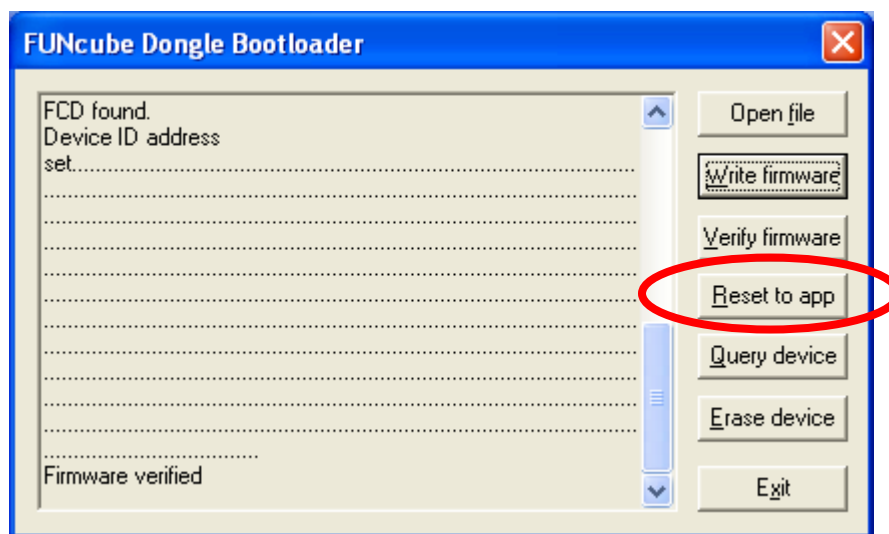 FUNcube Dongle Bootloader
FCD found.
Device ID address
set...........................................................................................
...................................................................................................
...................................................................................................
...................................................................................................
...................................................................................................
...................................................................................................
...................................................................................................
...................................................................................................
...................................................................................................
...................................................................................................
....................................
Firmware verified
Open file
Write firmware
Verify firmware
Reset to app
Query device
Erase device
Exit